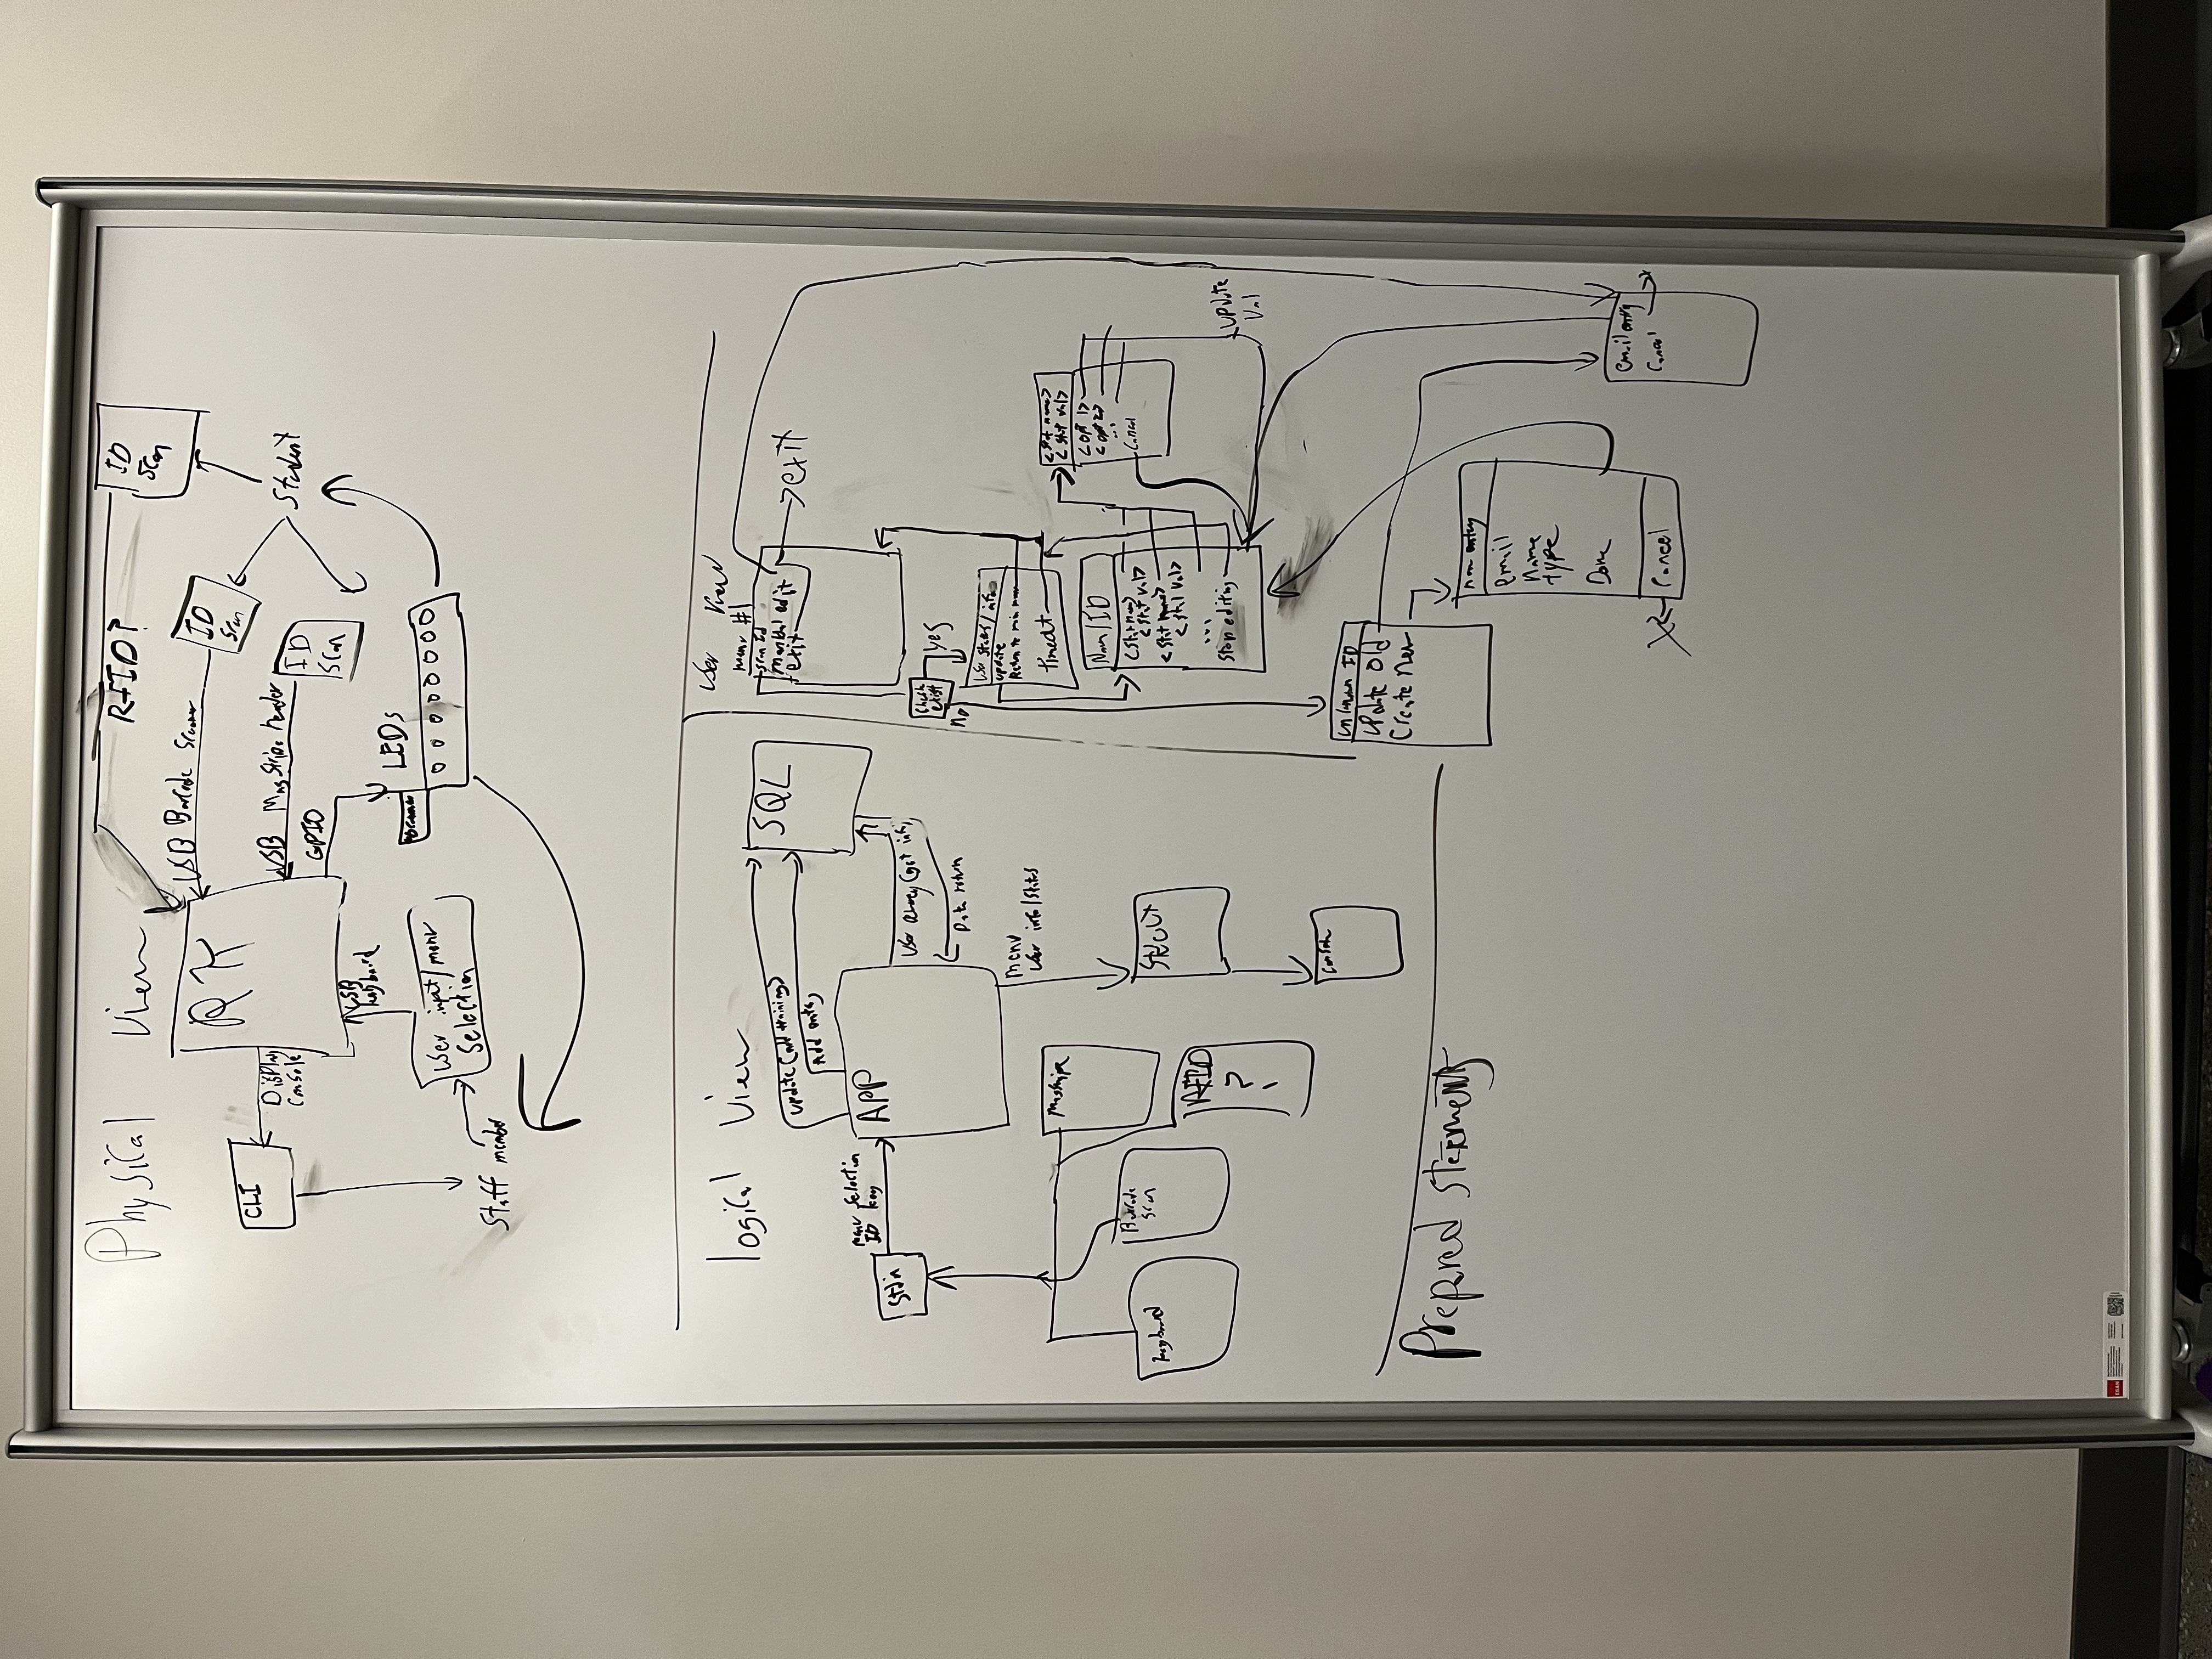 Physical View
RFID?
ID
Scan
USB Barcode Scanner
ID
Scan
Rπ
CLI
Display
Console
USB Mag Stripe Reader
ID
Scan
GPIO
Student
USB
keyboard
LEDs
User input/menu
Selection
Staff member
logical View
update (add training)
Add entry
SQL
menu selection
ID key
Stdin
APP
User Query (get info)
Data return
menu
User info/status
Magstripe
Keyboard
Barcode
Scan
RFID
?
Stdout
Console
Prepared statements
User View
menu #1
Scan Id
Manual edit
exit
exit
Check
exist
yes
no
User status/info
update
Return to main menu
timeout
Nam/ID
<Stat name>
<Stat Val>
<Stat name>
<Stat Val>
...
Stop editing
<Stat name>
<Stat Val>
<opt 1>
<opt 2>
...
Cancel
update
Val
unknown ID
update old
Create new
new entry
email
Name
type
Done
Cancel
email entry
Cancel
EGAN